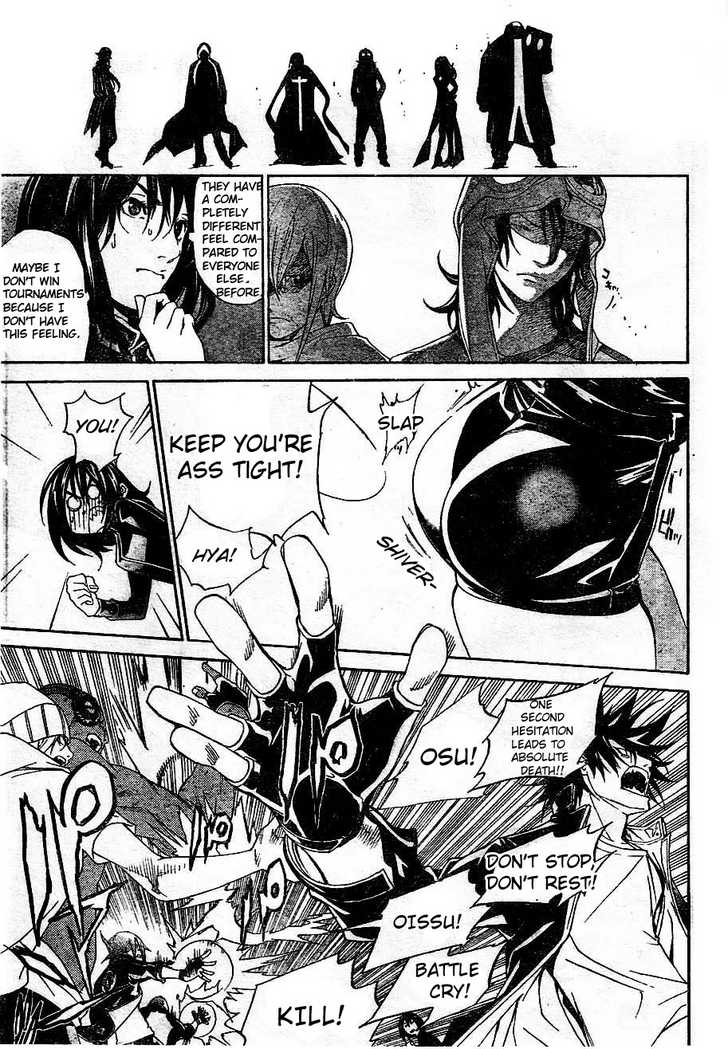 THEY HAVE
A COM-
PLETELY
DIFFERENT
FEEL COM-
PARED TO
EVERYONE
ELSE.
BEFORE.
MAYBE I
DON'T WIN
TOURNAMENTS
BECAUSE I
DON'T HAVE
THIS FEELING.
SLAP
KEEP YOU'RE
ASS TIGHT!
HYA!
SHIVER-
YOU!
ONE
SECOND
HESITATION
LEADS TO
ABSOLUTE
DEATH!!
OSU!
DON'T STOP,
DON'T REST!
OISSU!
BATTLE
CRY!
KILL!